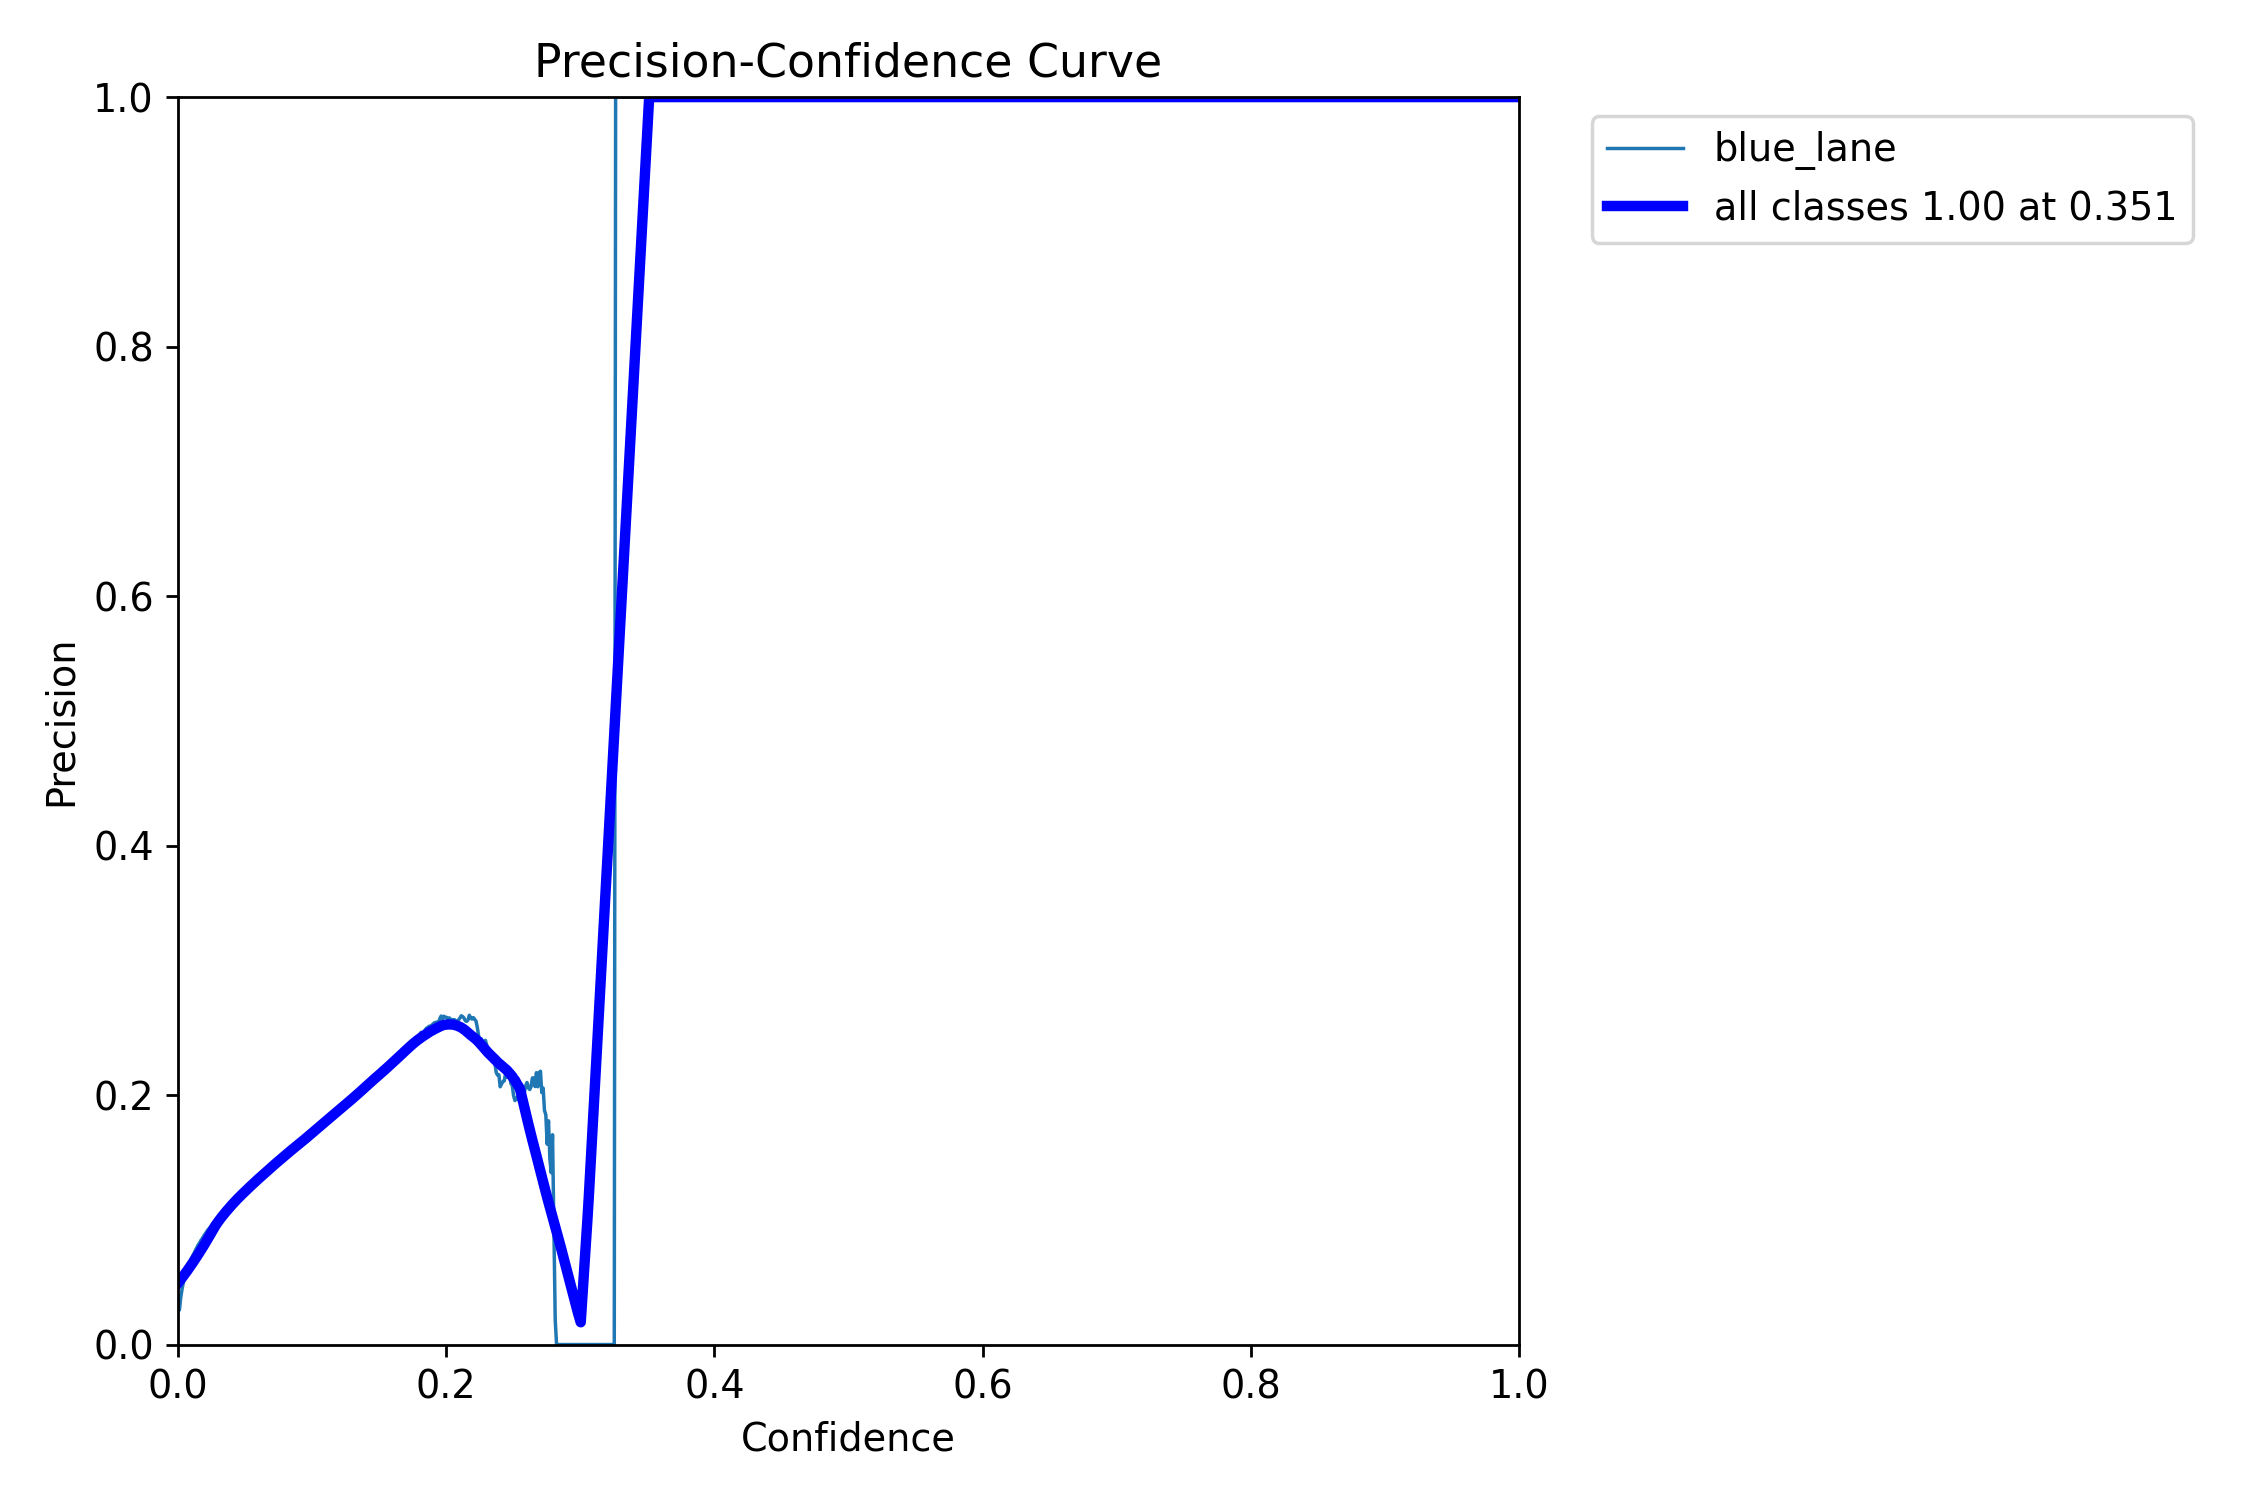 Precision-Confidence Curve
1.0
0.8
0.6
0.4
0.2
0.0
Precision
0.0 0.2 0.4 0.6 0.8 1.0
Confidence
blue_lane
all classes 1.00 at 0.351